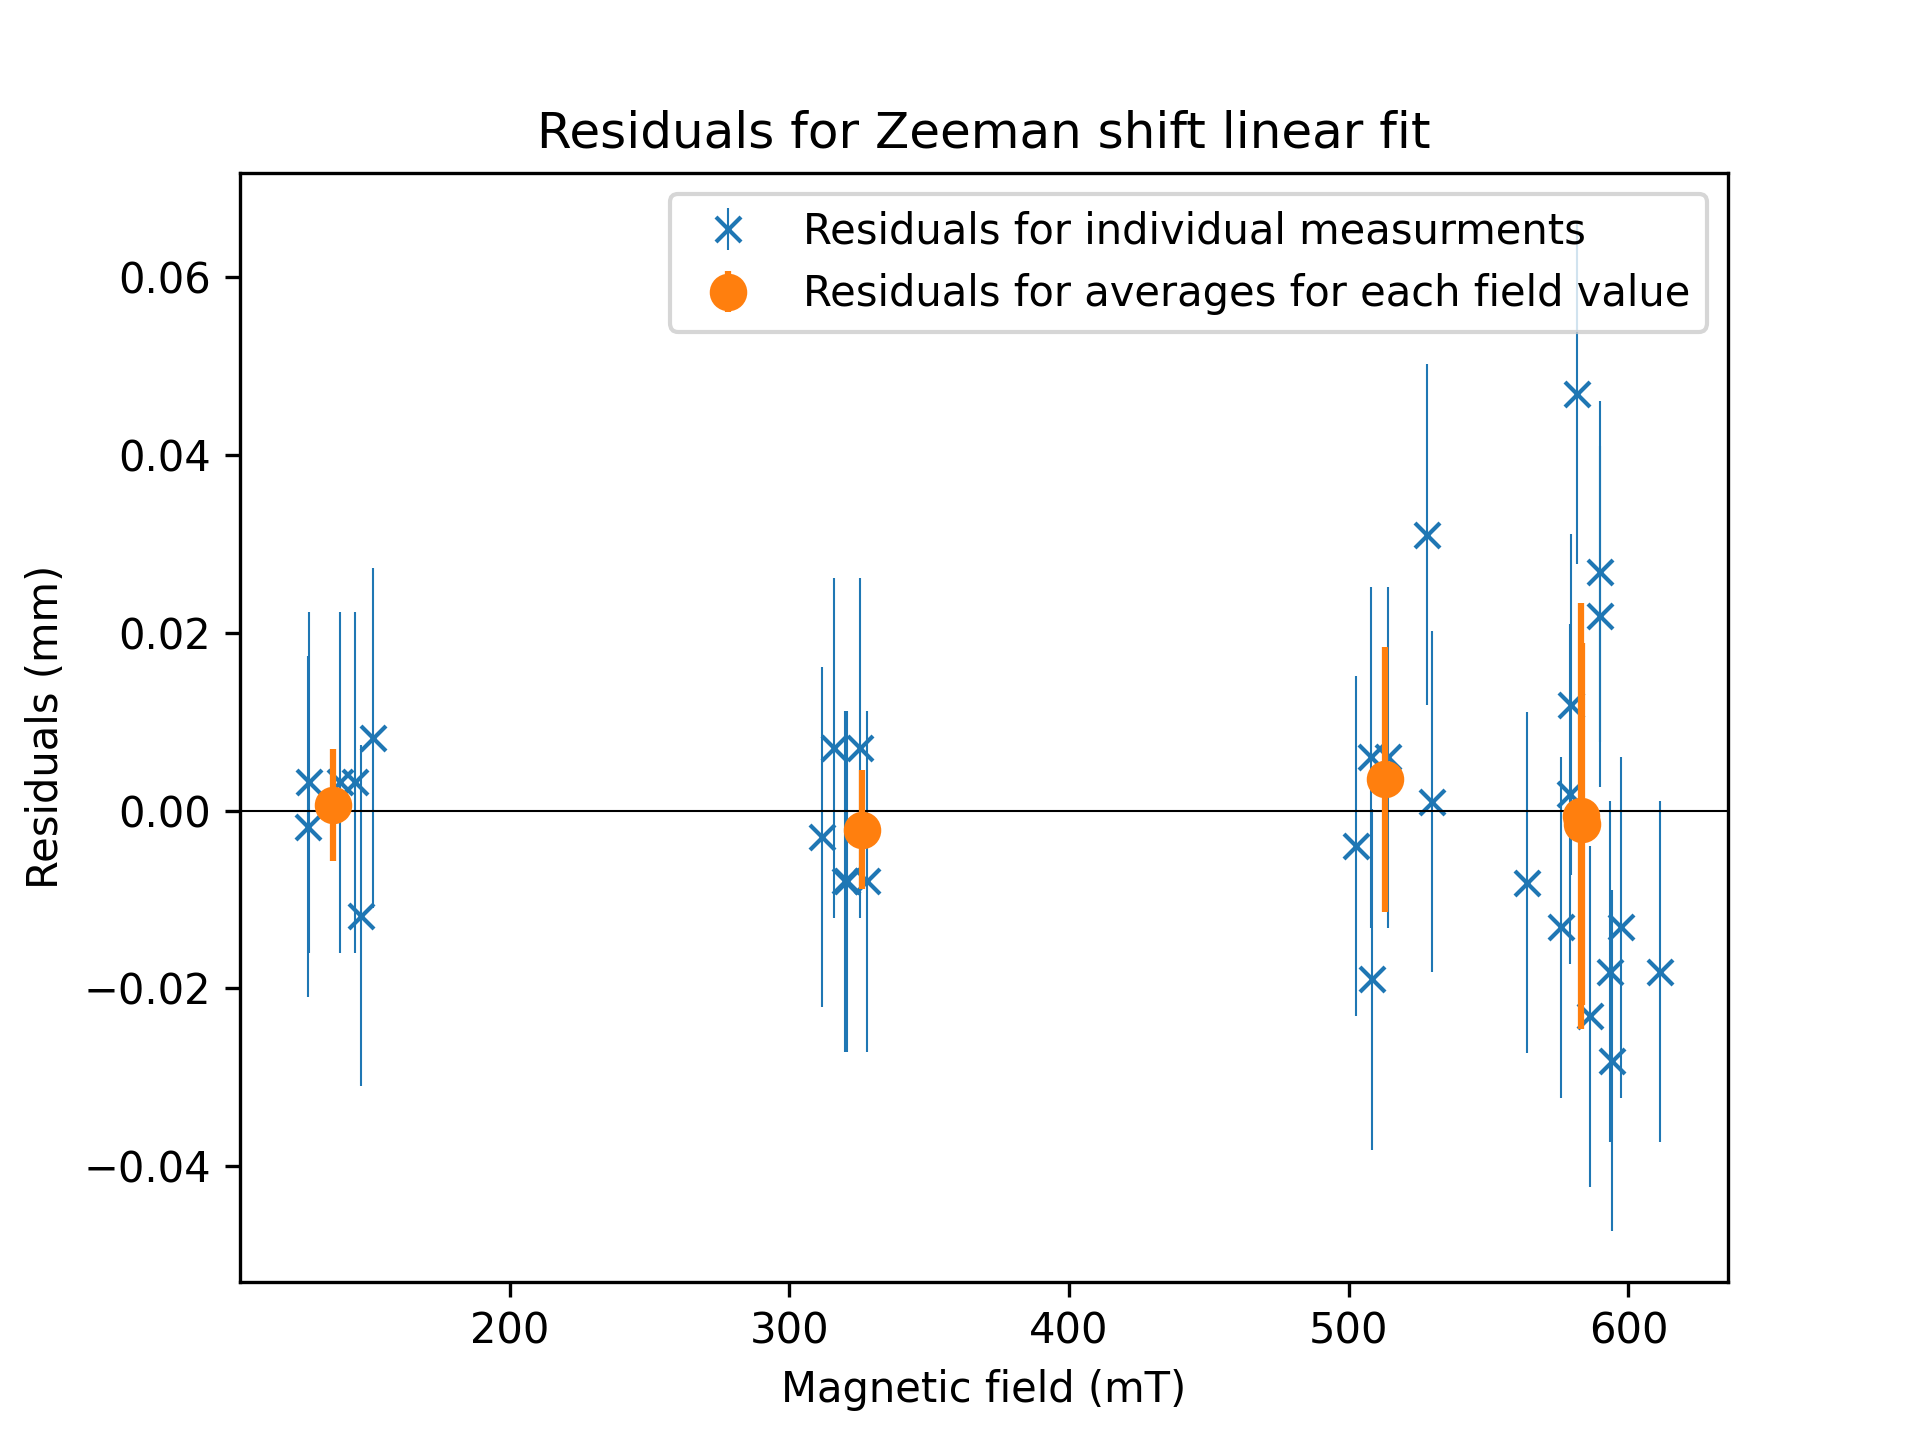 Residuals for Zeeman shift linear fit
Residuals for individual measurments
Residuals for averages for each field value
Residuals (mm)
0.06
0.04
0.02
0.00
−0.02
−0.04
200 300 400 500 600
Magnetic field (mT)